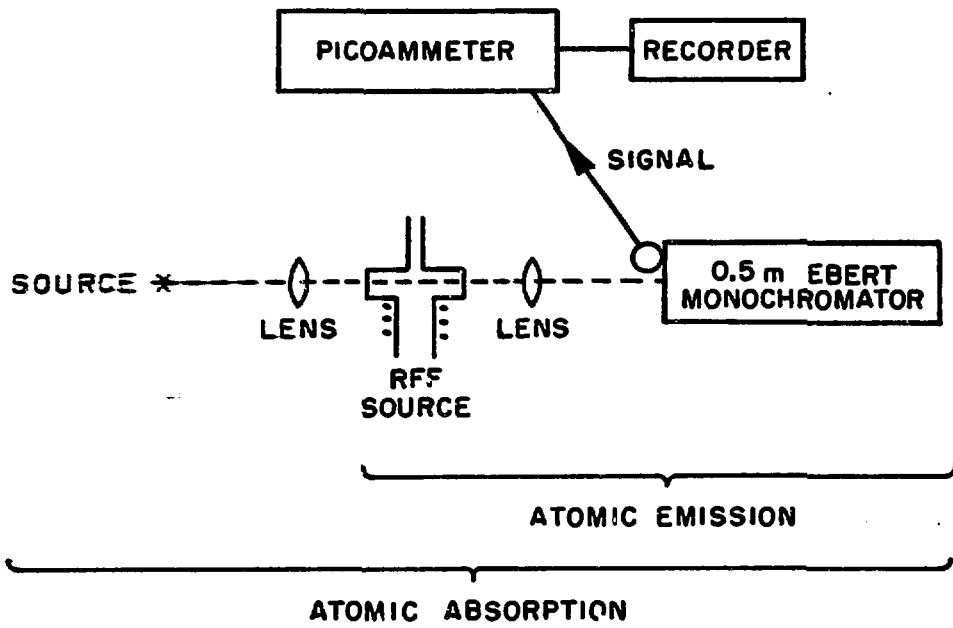 PICOAMMETER
RECORDER
SIGNAL
SOURCE
LENS
LENS
0.5 m EBERT
MONOCHROMATOR
RFF
SOURCE
ATOMIC EMISSION
ATOMIC ABSORPTION